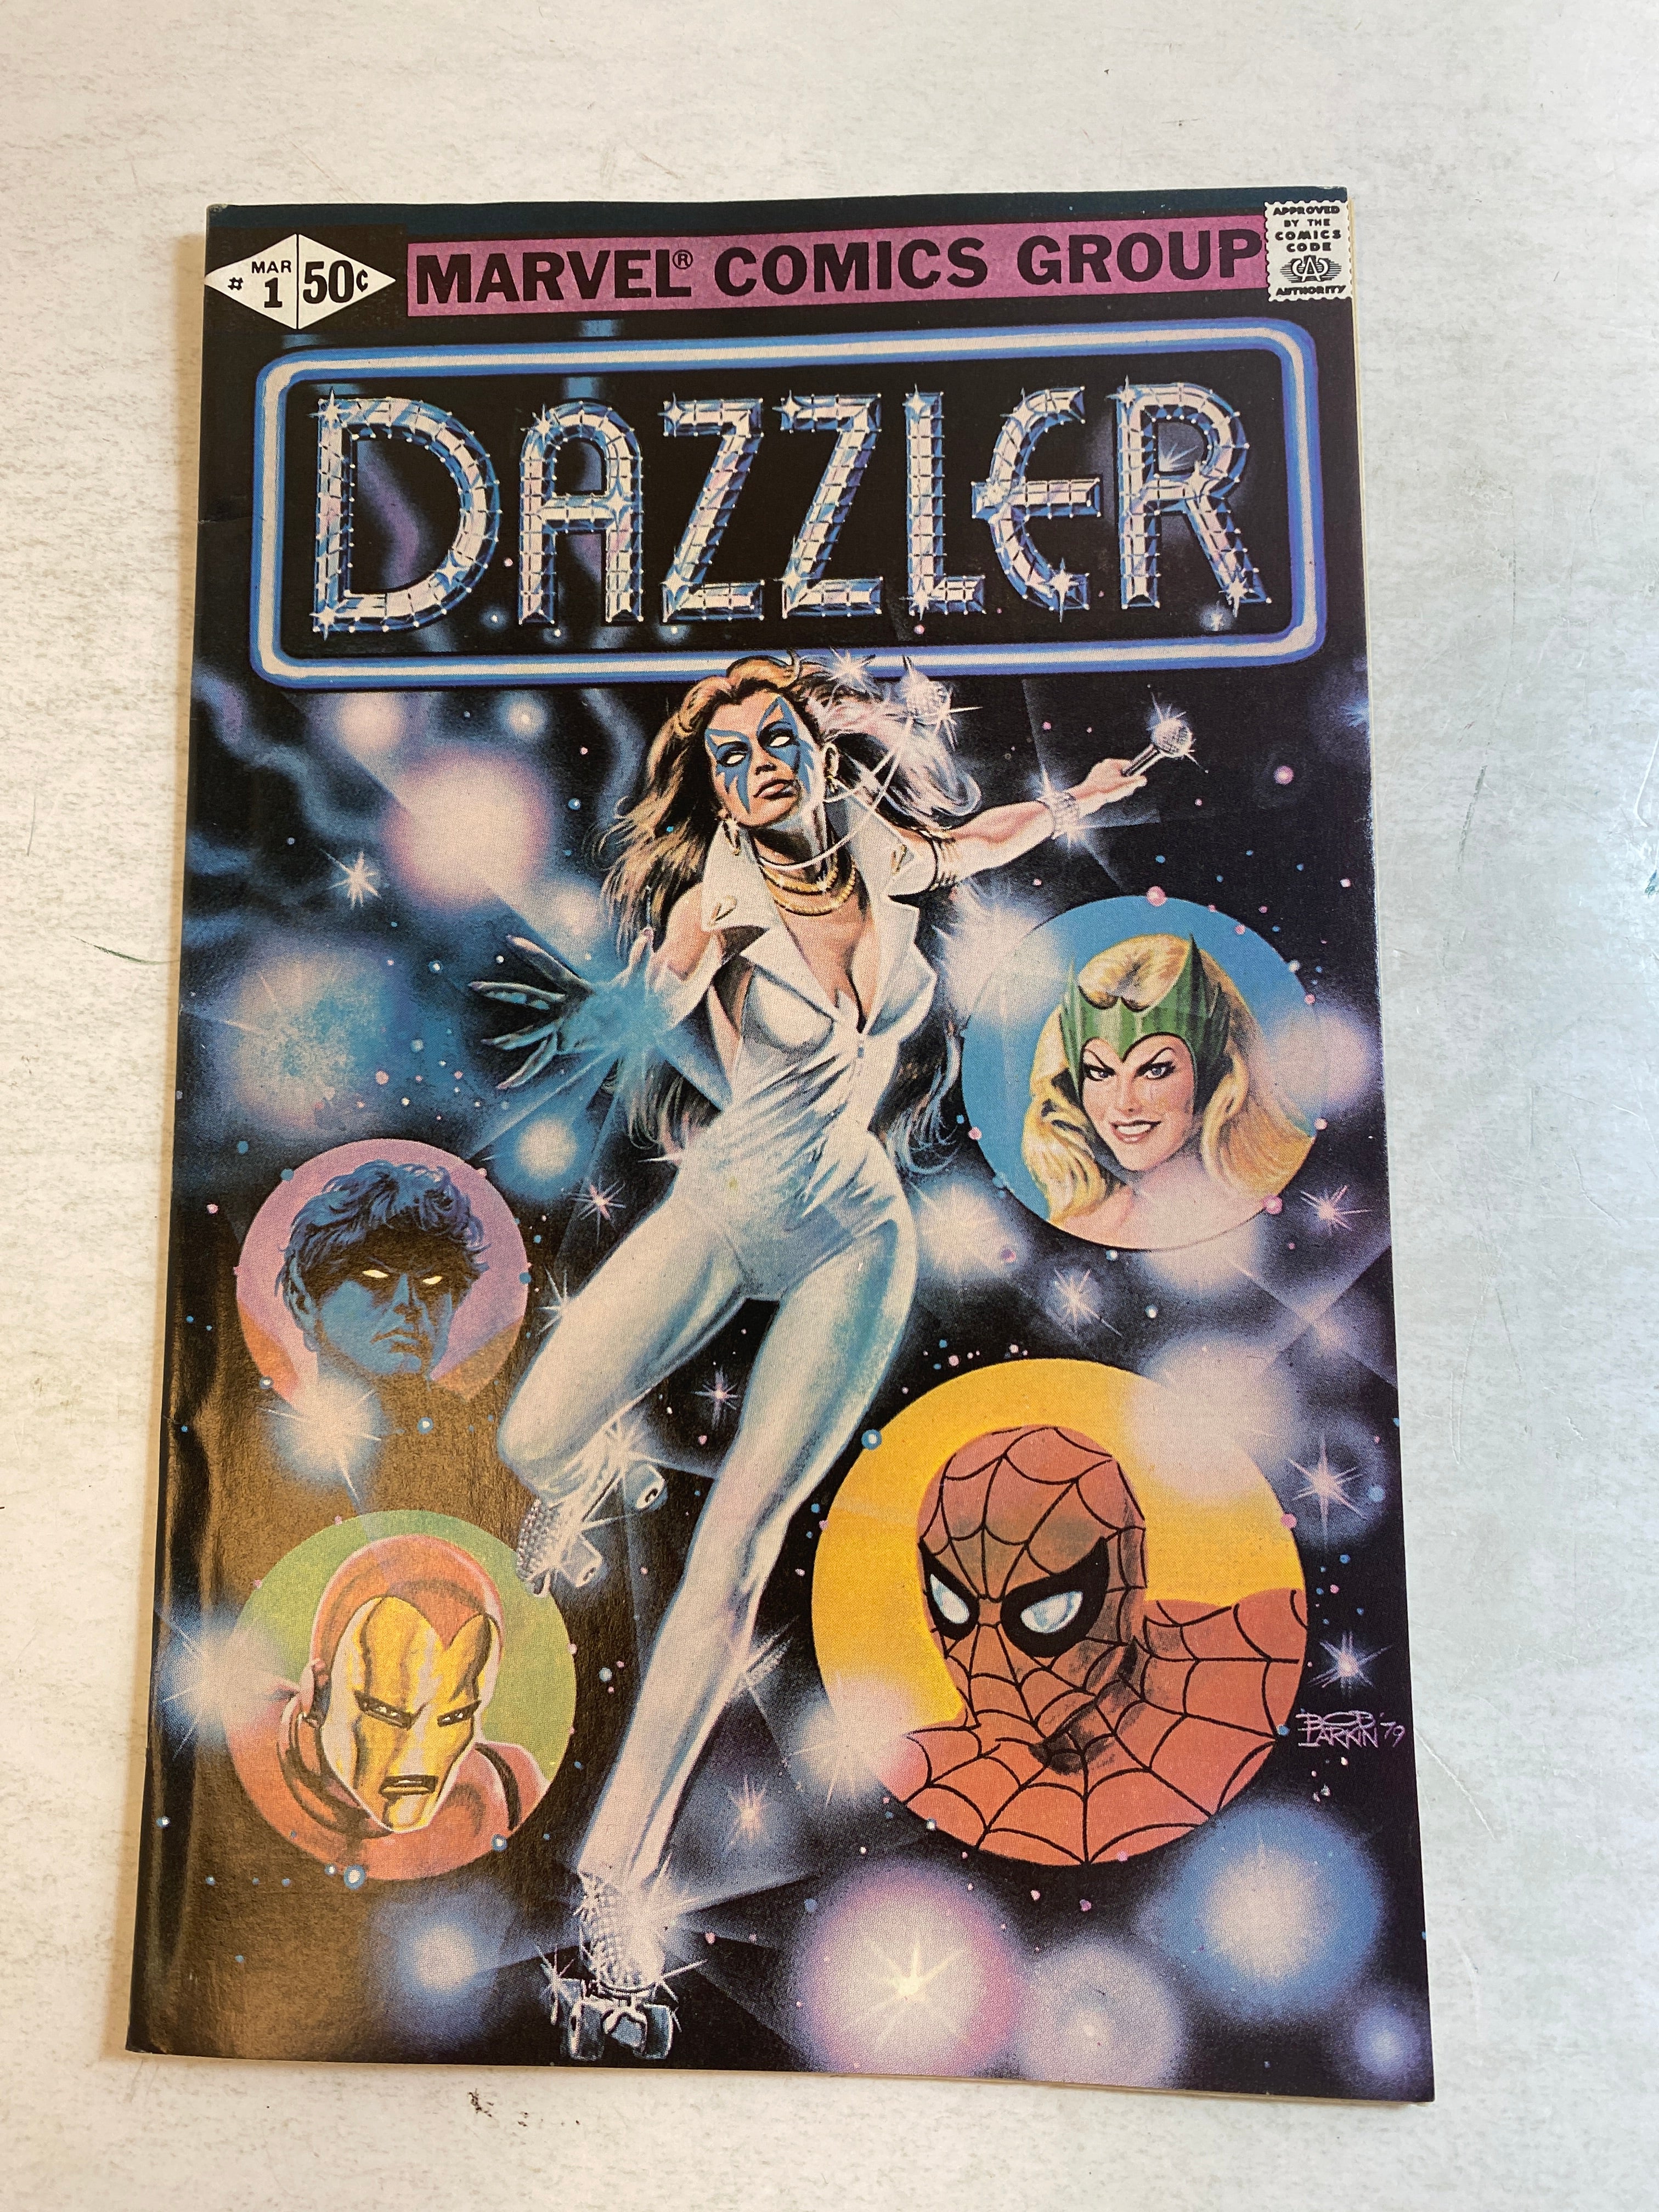 MAR
# 1
50¢
MARVEL® COMICS GROUP
APPROVED
BY THE
COMICS
CODE
A
AUTHORITY
DAZZLER
BOB
LARKIN '79